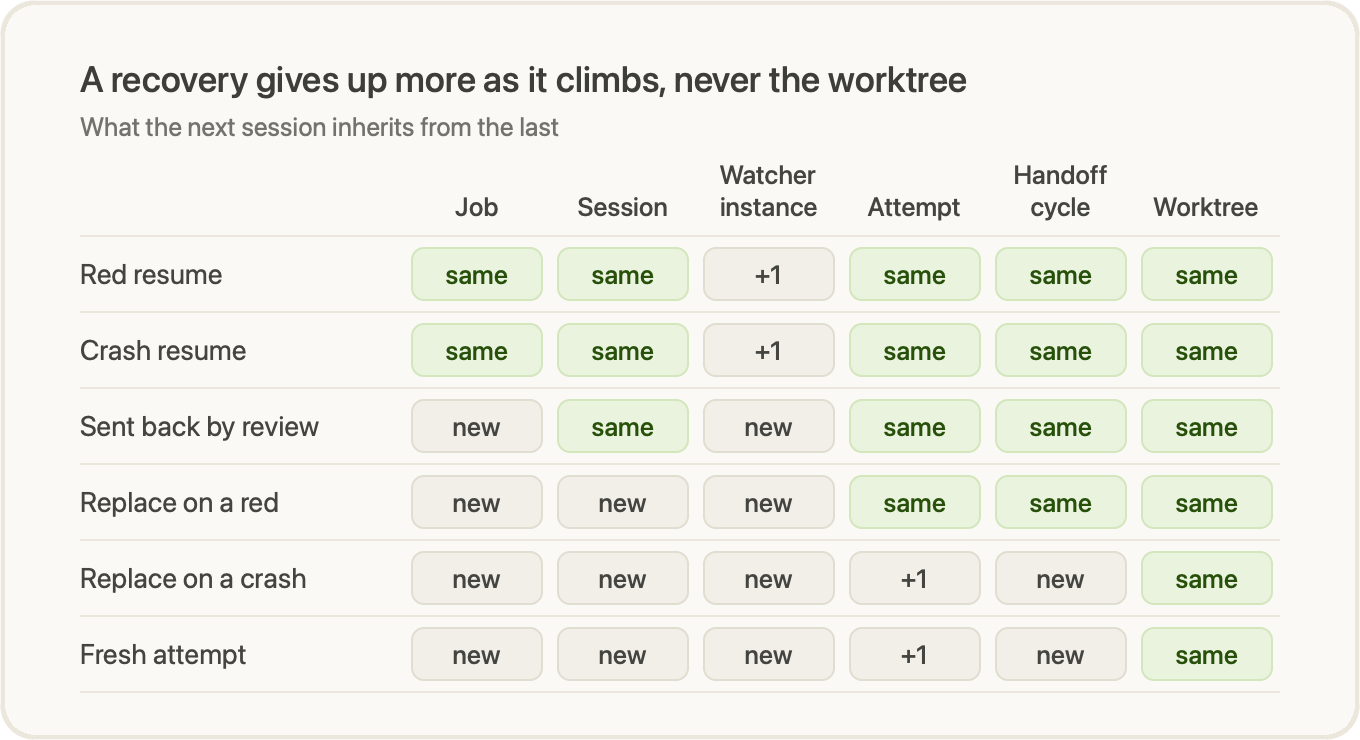 A recovery gives up more as it climbs, never the worktree
What the next session inherits from the last
Job Session Watcher instance Attempt Handoff cycle Worktree
Red resume same same +1 same same same
Crash resume same same +1 same same same
Sent back by review new same new same same same
Replace on a red new new new same same same
Replace on a crash new new new +1 new same
Fresh attempt new new new +1 new same